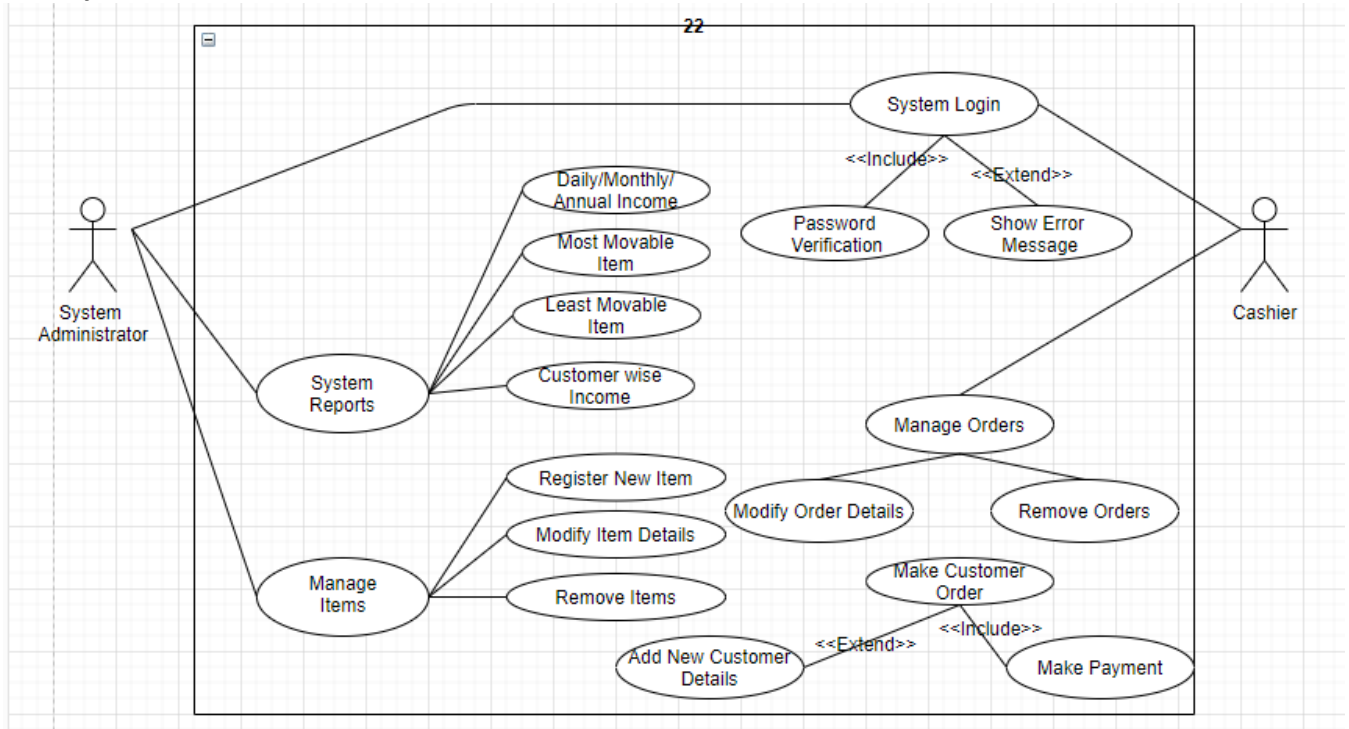 22
System Login
<<Include>>
<<Extend>>
Daily/Monthly/
Annual Income
Password
Verification
Show Error
Message
Most Movable
Item
System
Administrator
Cashier
Least Movable
Item
System
Reports
Customer wise
Income
Manage Orders
Register New Item
Modify Order Details
Remove Orders
Modify Item Details
Manage
Items
Remove Items
Make Customer
Order
<<Extend>>
<<Include>>
Add New Customer
Details
Make Payment